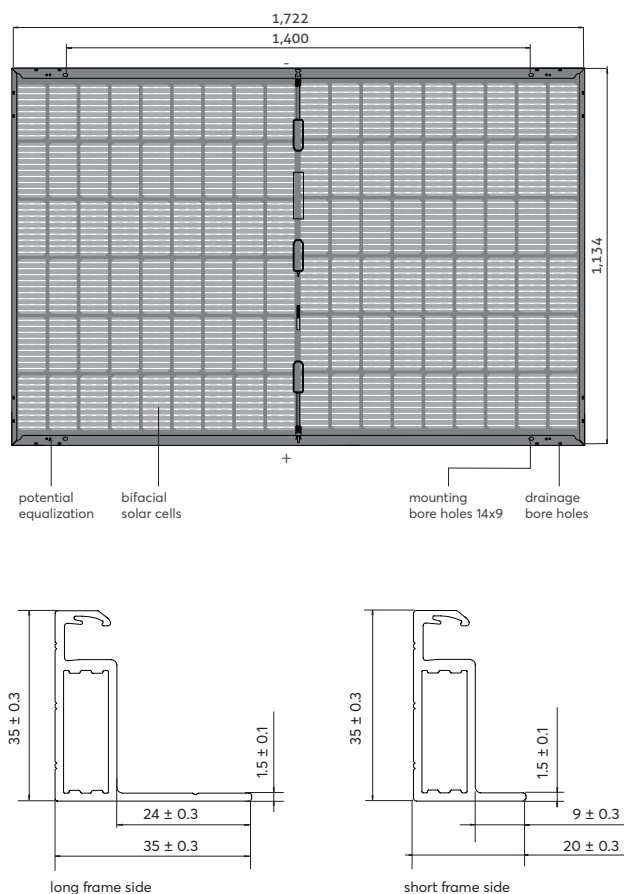 1,722
1,400
-
1,134
+
potential
equalization
bifacial
solar cells
mounting
bore holes 14x9
drainage
bore holes
35 ± 0.3
1.5 ± 0.1
24 ± 0.3
35 ± 0.3
long frame side
35 ± 0.3
1.5 ± 0.1
9 ± 0.3
20 ± 0.3
short frame side